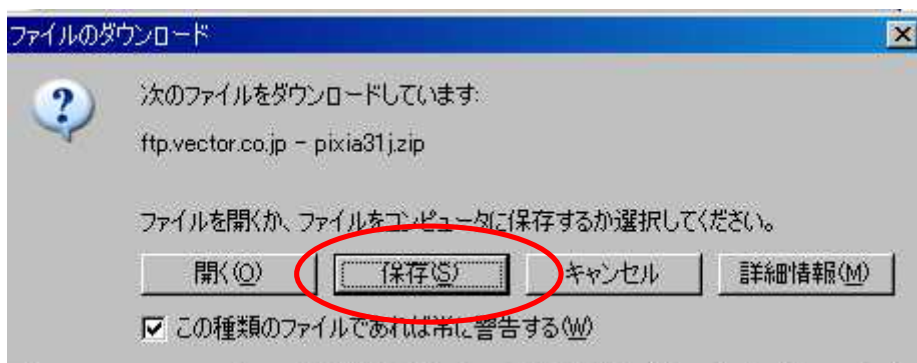 ファイルのダウンロード
次のファイルをダウンロードしています:
ftp.vector.co.jp - pixia31j.zip
ファイルを開くか、ファイルをコンピュータに保存するか選択してください。
開く(O) 保存(S) キャンセル 詳細情報(M)
この種類のファイルであれば常に警告する(W)